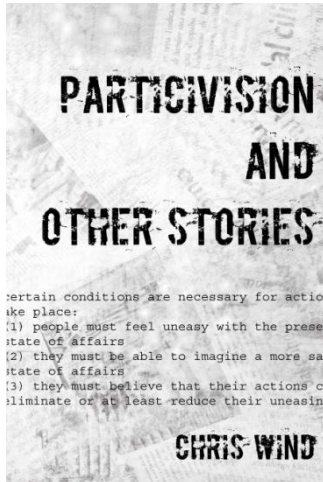 PARTICIVISION
AND
OTHER STORIES
certain conditions are necessary for actio
ake place:
(1) people must feel uneasy with the prese
state of affairs
(2) they must be able to imagine a more sa
state of affairs
(3) they must believe that their actions c
eliminate or at least reduce their uneasin
CHRIS WIND